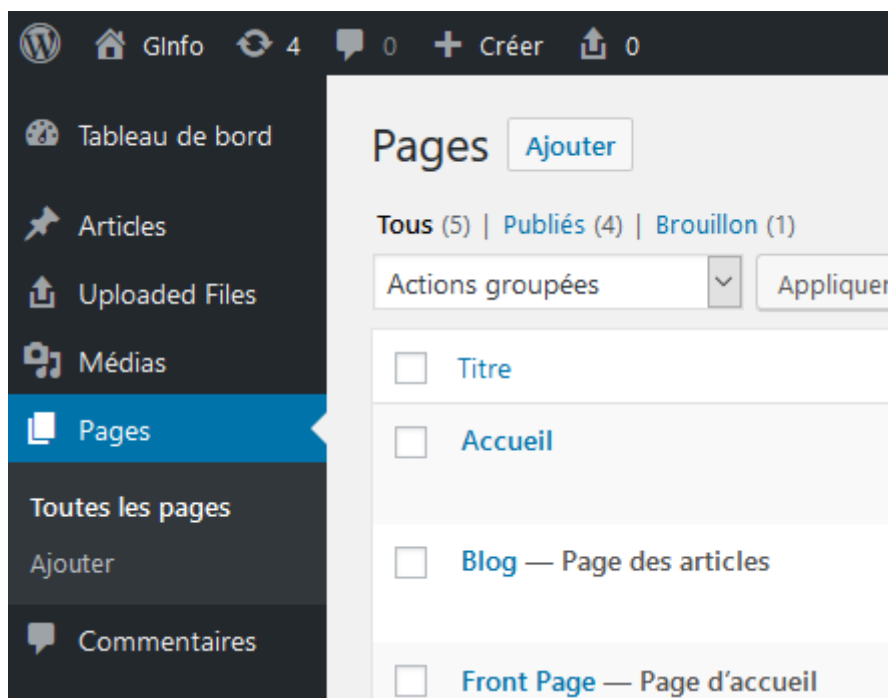 GInfo 4 0 + Créer 0
Tableau de bord
Articles
Uploaded Files
Médias
Pages
Toutes les pages
Ajouter
Commentaires
Pages Ajouter
Tous (5) | Publiés (4) | Brouillon (1)
Actions groupées Appliquer
Titre
Accueil
Blog — Page des articles
Front Page — Page d'accueil